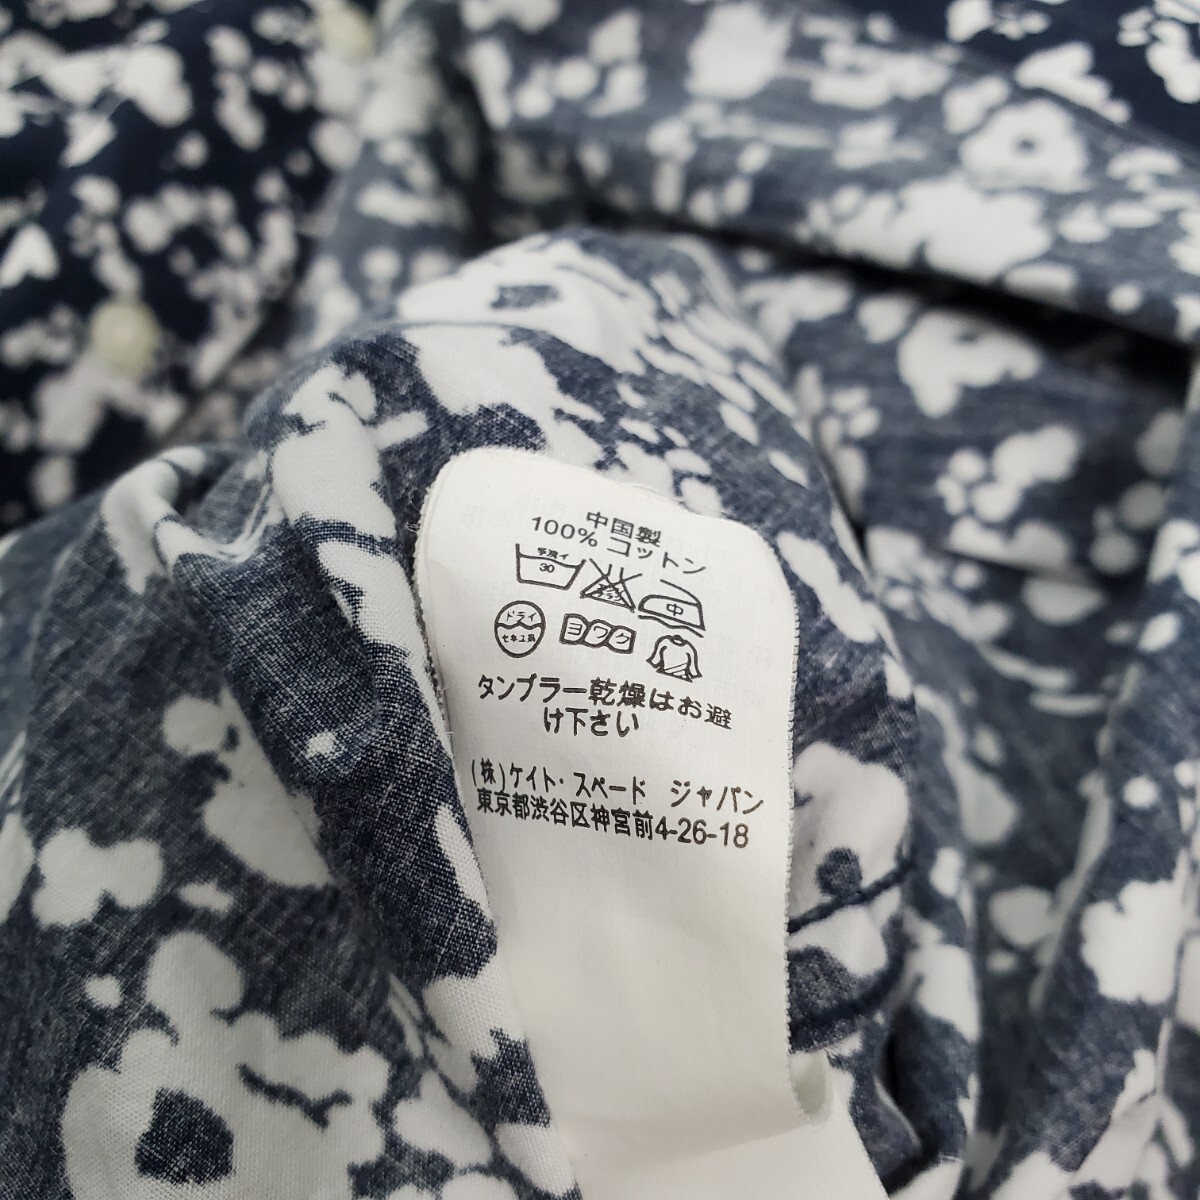 中国製
100% コットン
手洗イ
30
中
ドライ
セキユ系
ヨワク
タンブラー乾燥はお避
け下さい
(株)ケイト・スペード ジャパン
東京都渋谷区神宮前4-26-18